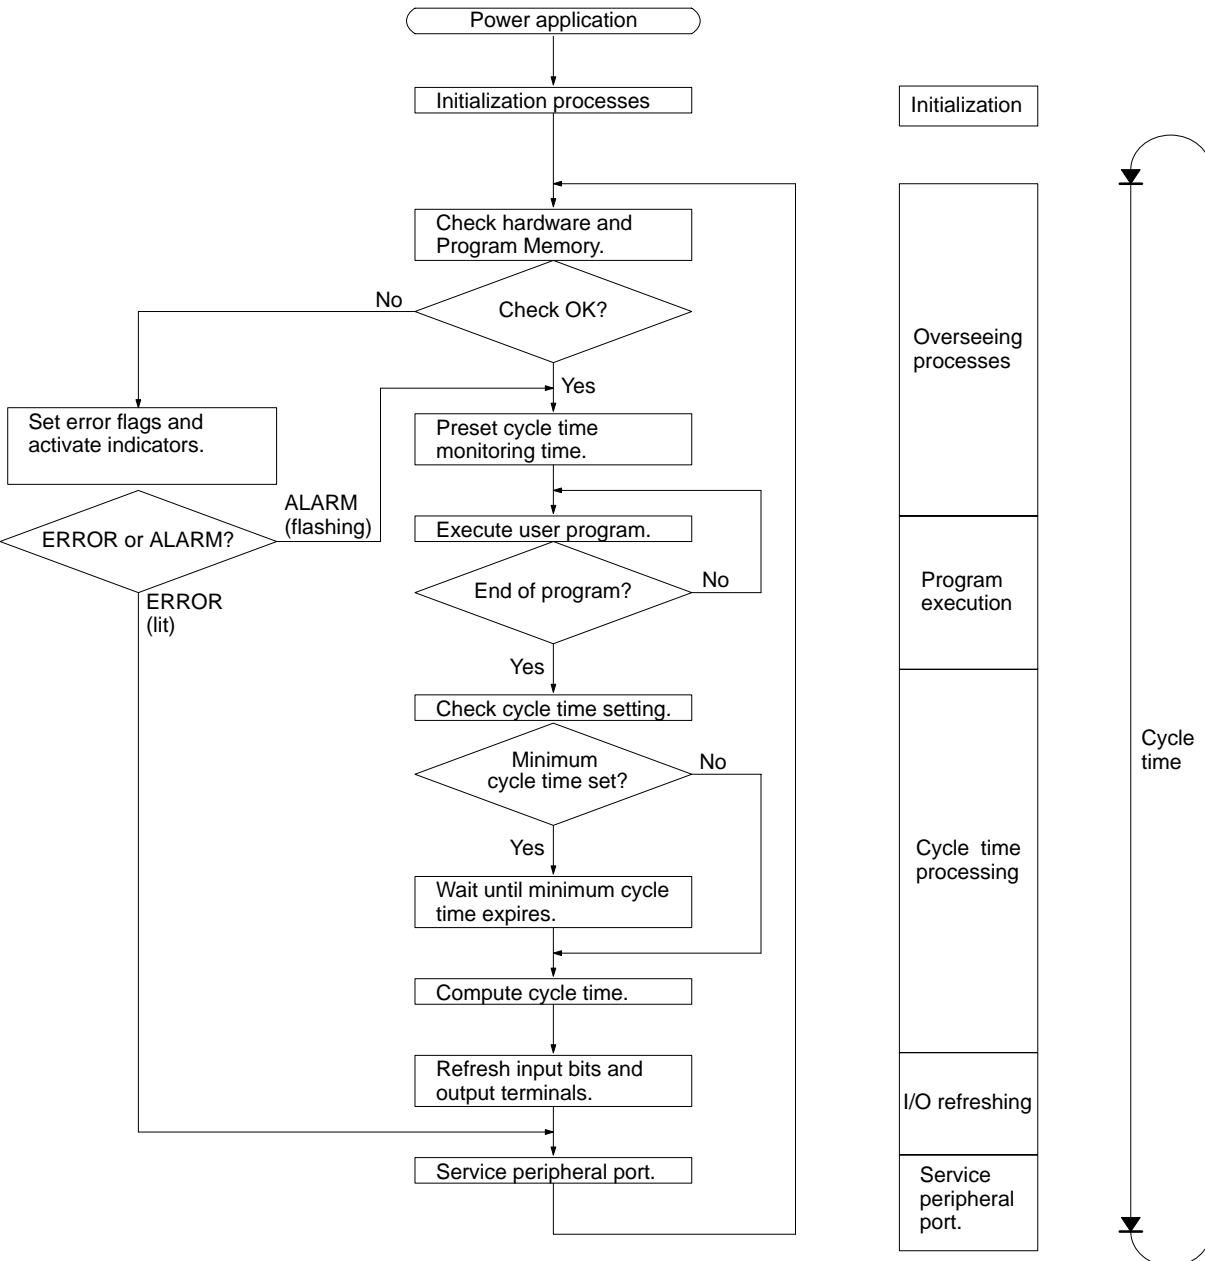 Power application
Initialization processes
Initialization
Check hardware and
Program Memory.
No
Check OK?
Overseeing
processes
Yes
Set error flags and
activate indicators.
Preset cycle time
monitoring time.
ALARM
(flashing)
ERROR or ALARM?
Execute user program.
End of program?
No
Program
execution
ERROR
(lit)
Yes
Check cycle time setting.
Minimum
cycle time set?
No
Cycle
time
Yes
Cycle time
processing
Wait until minimum cycle
time expires.
Compute cycle time.
Refresh input bits and
output terminals.
I/O refreshing
Service peripheral port.
Service
peripheral
port.